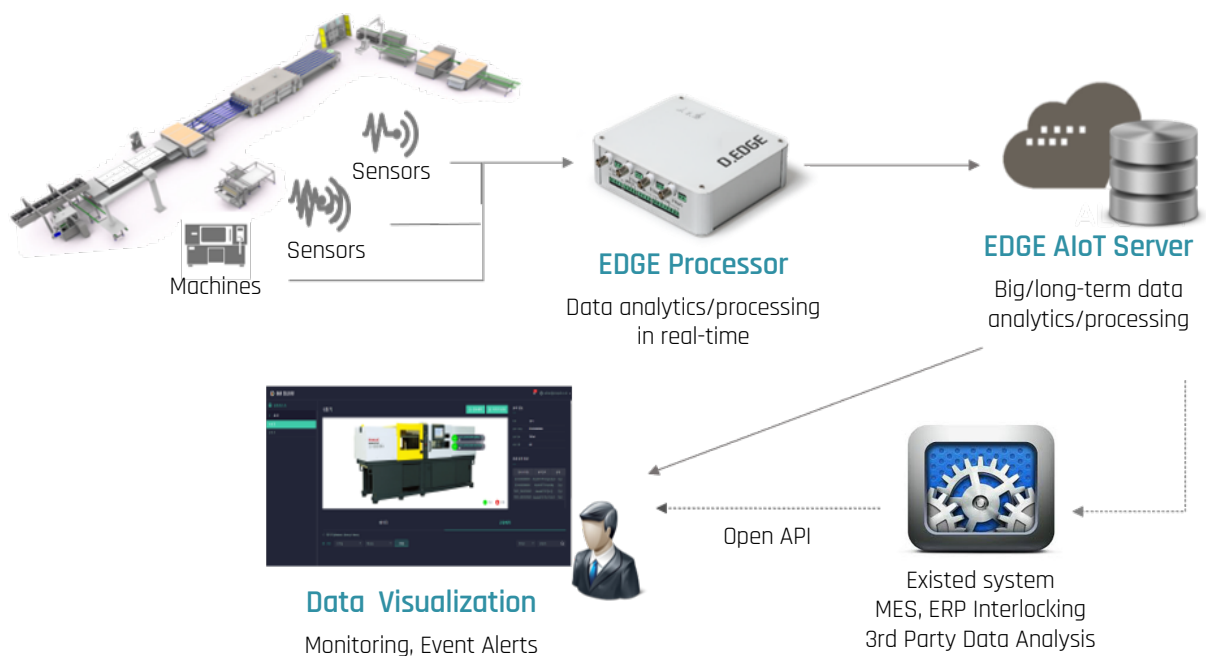 Sensors
Sensors
Machines
D.EDGE
EDGE Processor
Data analytics/processing
in real-time
EDGE AIoT Server
Big/long-term data
analytics/processing
Open API
Existed system
MES, ERP Interlocking
3rd Party Data Analysis
Data Visualization
Monitoring, Event Alerts